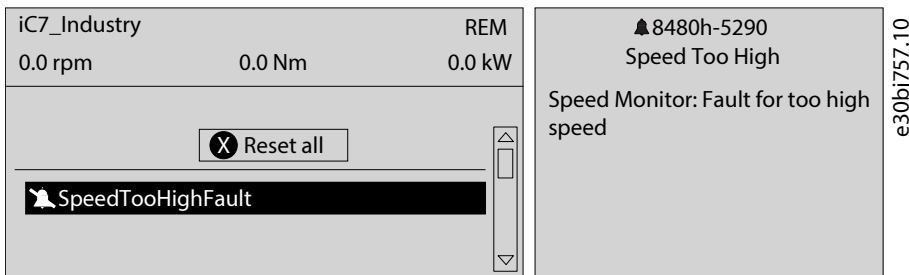 iC7_Industry REM
0.0 rpm 0.0 Nm 0.0 kW
X Reset all
SpeedTooHighFault
8480h-5290
Speed Too High
Speed Monitor: Fault for too high
speed
e30bi757.10